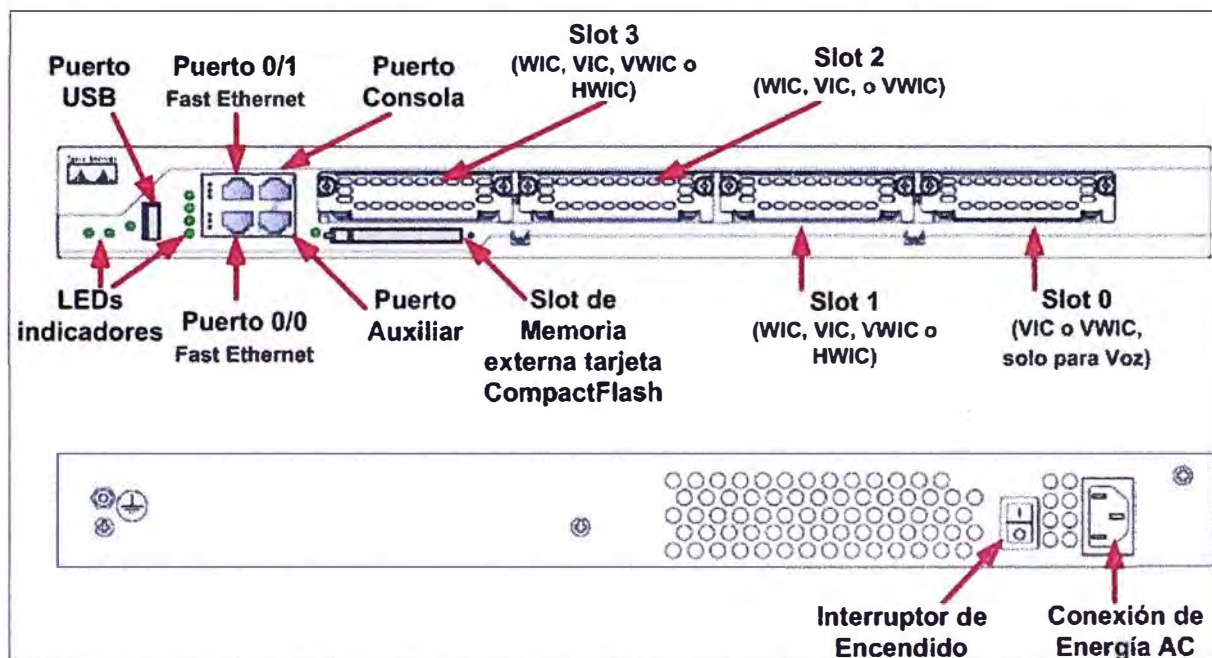 Puerto
USB
Puerto 0/1
Fast Ethernet
Puerto
Consola
Slot 3
(WIC, VIC, VWIC o
HWIC)
Slot 2
(WIC, VIC, o VWIC)
LEDs
indicadores
Puerto 0/0
Fast Ethernet
Puerto
Auxiliar
Slot de
Memoria
externa tarjeta
CompactFlash
Slot 1
(WIC, VIC, VWIC o
HWIC)
Slot 0
(VIC o VWIC,
solo para Voz)
Interruptor de
Encendido
Conexión de
Energía AC